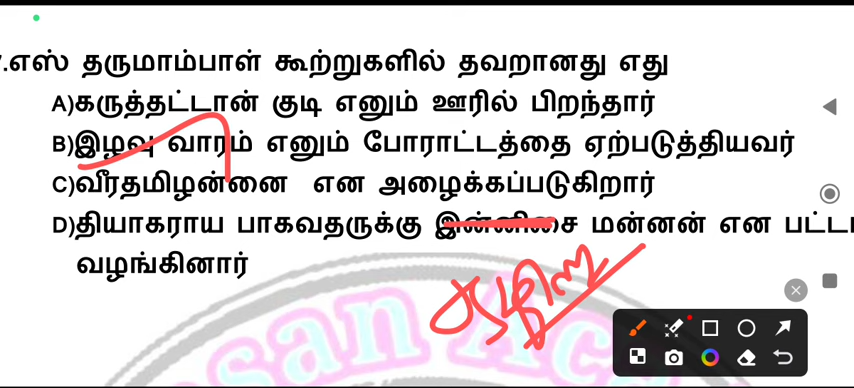 .எஸ் தருமாம்பாள் கூற்றுகளில் தவறானது எது
A)கருத்தட்டான் குடி எனும் ஊரில் பிறந்தார்
B)இழவு வாரம் எனும் போராட்டத்தை ஏற்படுத்தியவர்
C)வீரதமிழன்னை என அழைக்கப்படுகிறார்
D)தியாகராய பாகவதருக்கு இன்னிசை மன்னன் என
வழங்கினார்